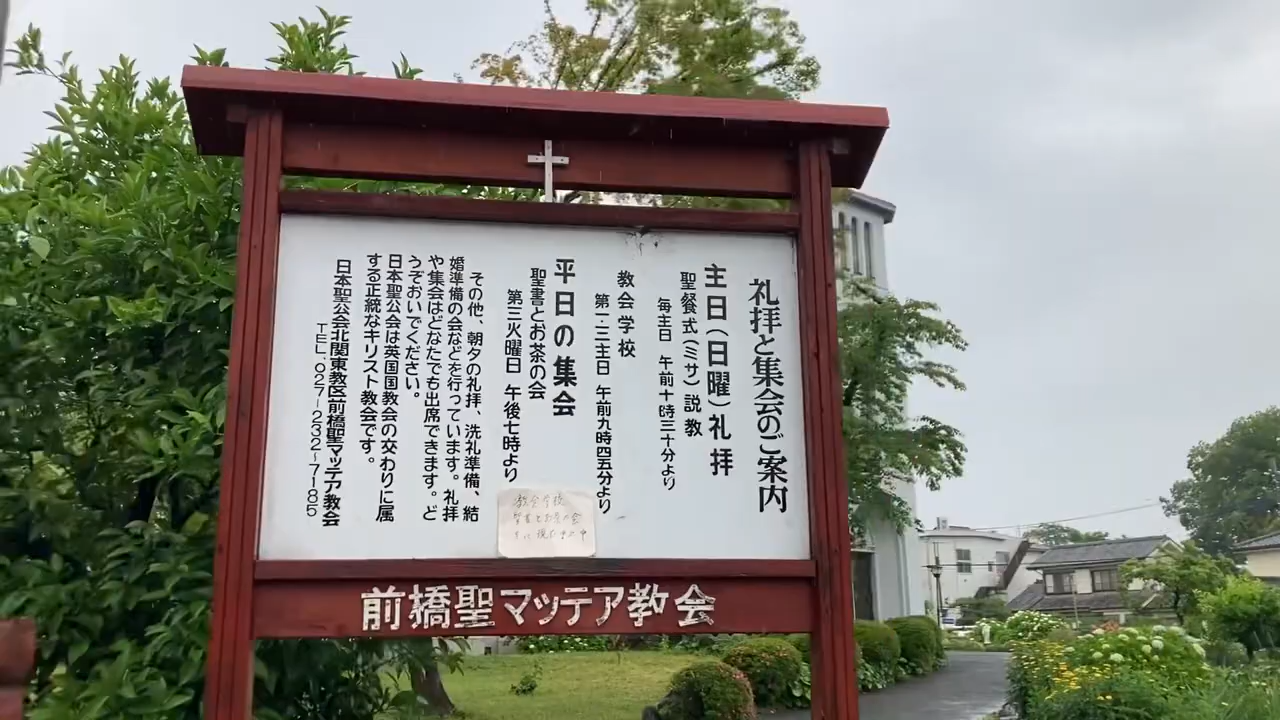 礼拝と集会のご案内
主日（日曜）礼拝
聖餐式（ミサ）説教
毎主日 午前十時三十分より
教会学校
第一・三主日 午前九時四五分より
平日の集会
聖書とお茶の会
第三火曜日 午後七時より
その他、朝夕の礼拝、洗礼準備、結
婚準備の会などを行っています。礼拝
や集会はどなたでも出席できます。ど
うぞおいでください。
日本聖公会は英国国教会の交わりに属
する正統なキリスト教会です。
日本聖公会北関東教区前橋聖マッテア教会
TEL.027-232-7185
教会学校
聖書とお茶の会
前橋聖マッテア教会